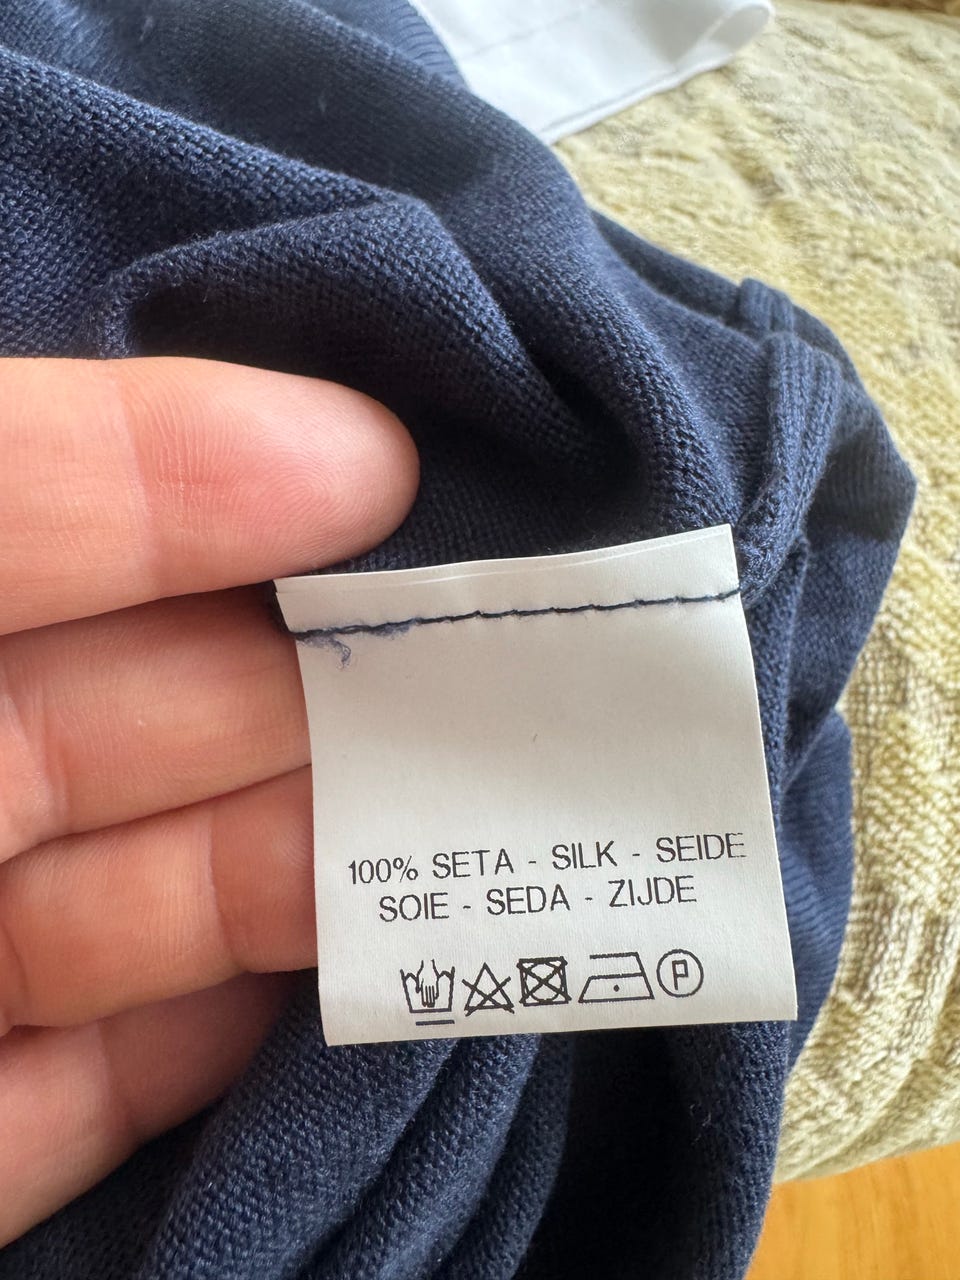 100% SETA - SILK - SEIDE
SOIE - SEDA - ZIJDE
P